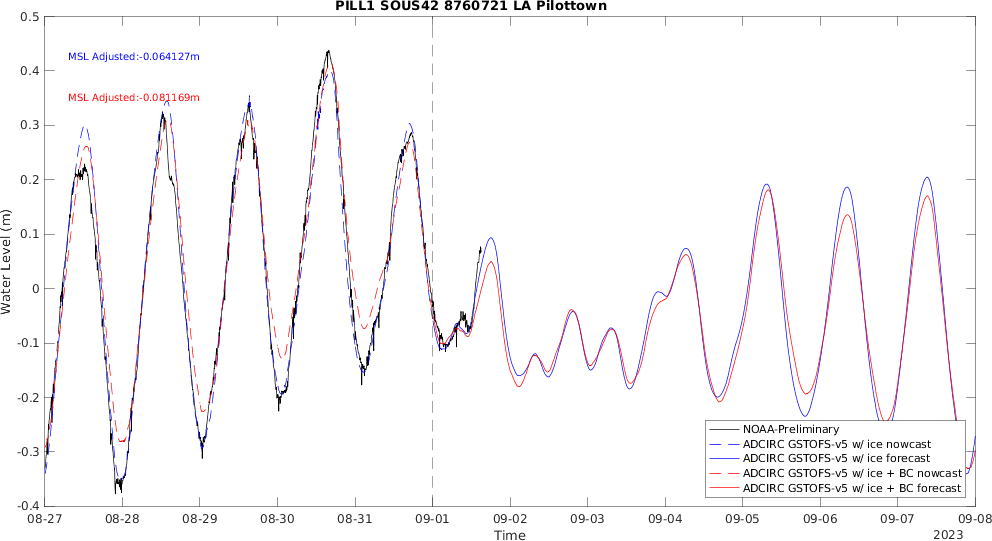 PILL1 SOUS42 8760721 LA Pilottown
MSL Adjusted:-0.064127m
MSL Adjusted:-0.081169m
Water Level (m)
0.5
0.4
0.3
0.2
0.1
0
-0.1
-0.2
-0.3
-0.4
NOAA-Preliminary
ADCIRC GSTOFS-v5 w/ ice nowcast
ADCIRC GSTOFS-v5 w/ ice forecast
ADCIRC GSTOFS-v5 w/ ice + BC nowcast
ADCIRC GSTOFS-v5 w/ ice + BC forecast
08-27 08-28 08-29 08-30 08-31 09-01 09-02 09-03 09-04 09-05 09-06 09-07 09-08
Time
2023